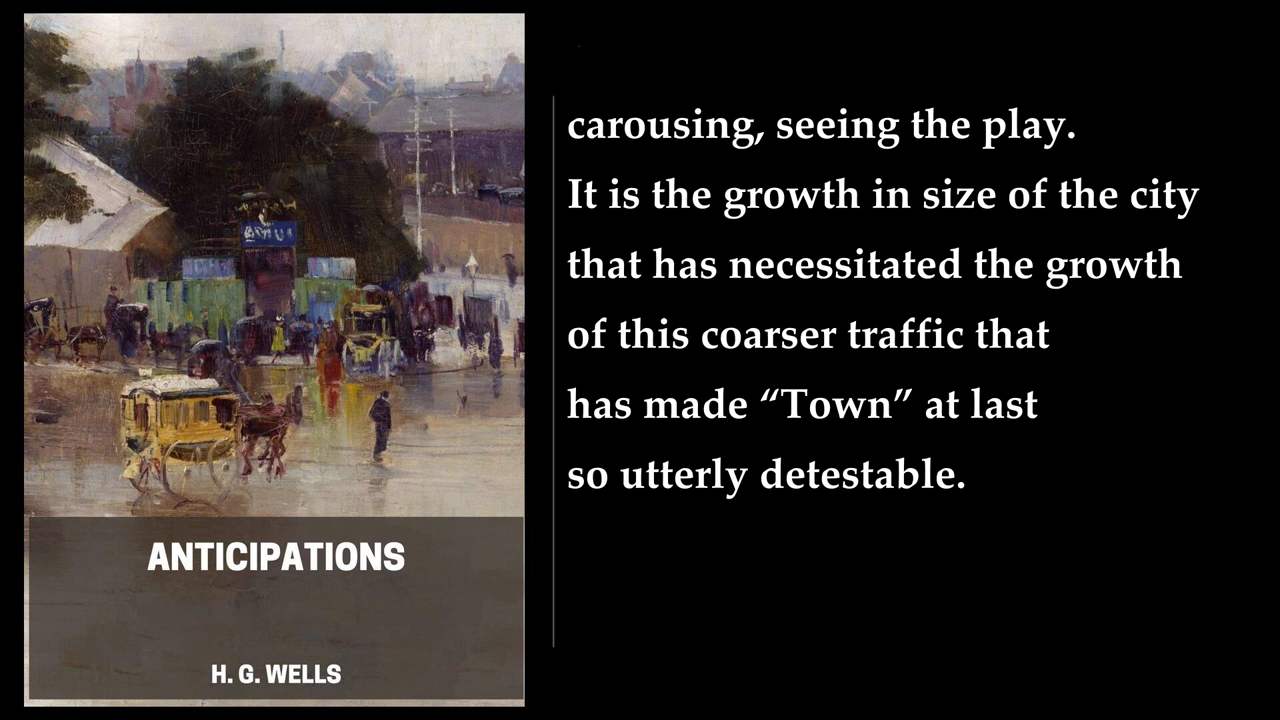 carousing, seeing the play.
It is the growth in size of the city
that has necessitated the growth
of this coarser traffic that
has made “Town” at last
so utterly detestable.
ANTICIPATIONS
H. G. WELLS